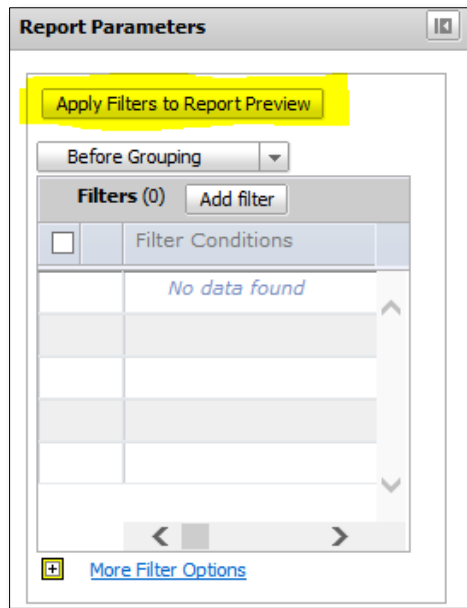 Report Parameters
Apply Filters to Report Preview
Before Grouping
Filters (0) Add filter
Filter Conditions
No data found
More Filter Options